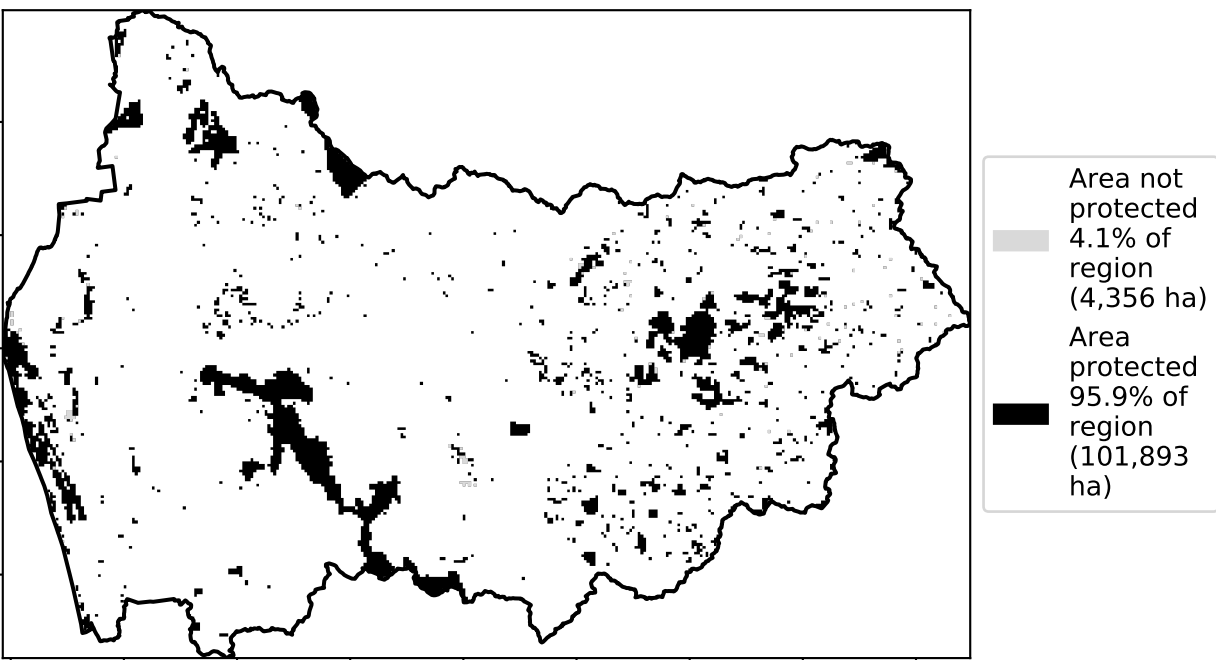 Area not
protected
4.1% of
region
(4,356 ha)
Area
protected
95.9% of
region
(101,893
ha)